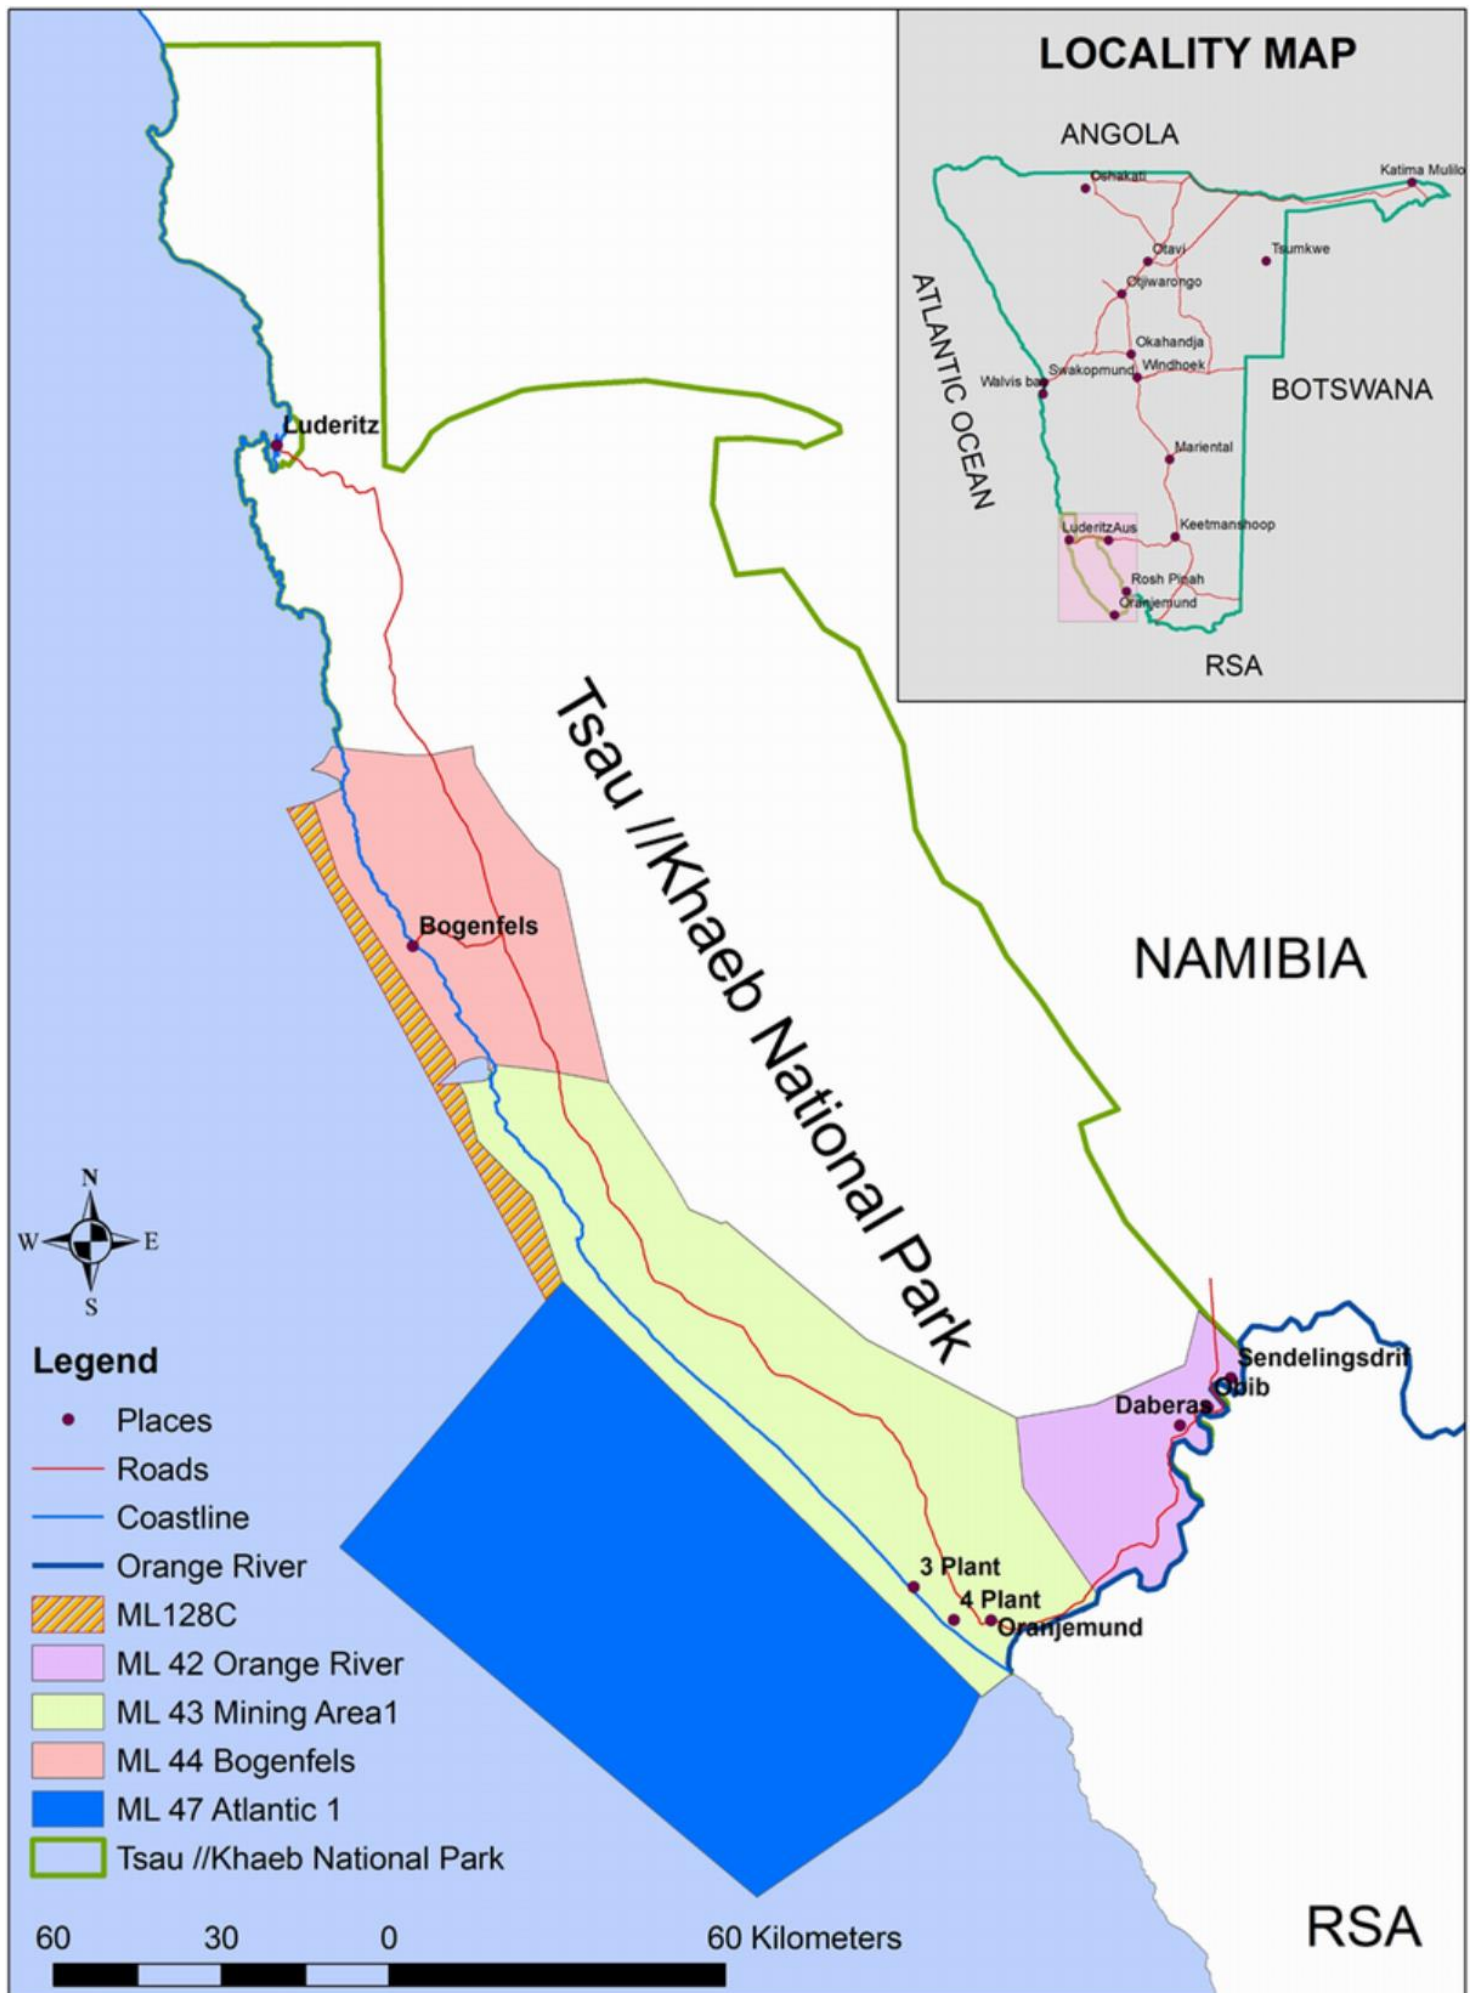 LOCALITY MAP
ANGOLA
Oshakati
Katima Mulilo
Otavi
Tsumkwe
Otjiwarongo
ATLANTIC OCEAN
Okahandja
Swakopmund
Windhoek
Walvis bay
BOTSWANA
Mariental
Luderitz
Aus
Keetmanshoop
Rosh Pinah
Oranjemund
RSA
Luderitz
Tsau //Khaeb National Park
Bogenfels
NAMIBIA
N
W
E
S
Sendelingsdrif
Obib
Daberas
3 Plant
4 Plant
Oranjemund
Legend
Places
Roads
Coastline
Orange River
ML128C
ML 42 Orange River
ML 43 Mining Area1
ML 44 Bogenfels
ML 47 Atlantic 1
Tsau //Khaeb National Park
RSA
60 30 0 60 Kilometers